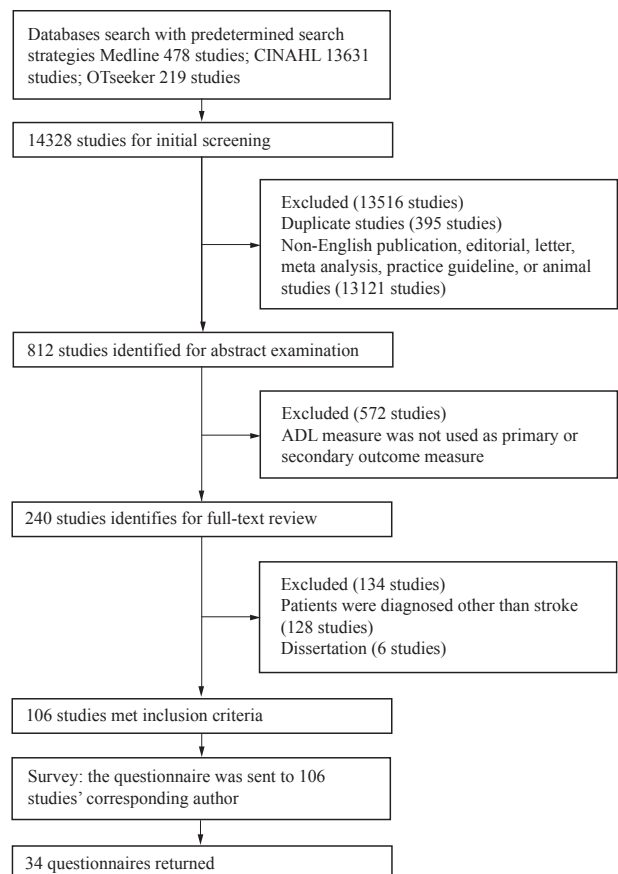 Databases search with predetermined search
strategies Medline 478 studies; CINAHL 13631
studies; OTseeker 219 studies
14328 studies for initial screening
Excluded (13516 studies)
Duplicate studies (395 studies)
Non-English publication, editorial, letter,
meta analysis, practice guideline, or animal
studies (13121 studies)
812 studies identified for abstract examination
Excluded (572 studies)
ADL measure was not used as primary or
secondary outcome measure
240 studies identifies for full-text review
Excluded (134 studies)
Patients were diagnosed other than stroke
(128 studies)
Dissertation (6 studies)
106 studies met inclusion criteria
Survey: the questionnaire was sent to 106
studies’ corresponding author
34 questionnaires returned